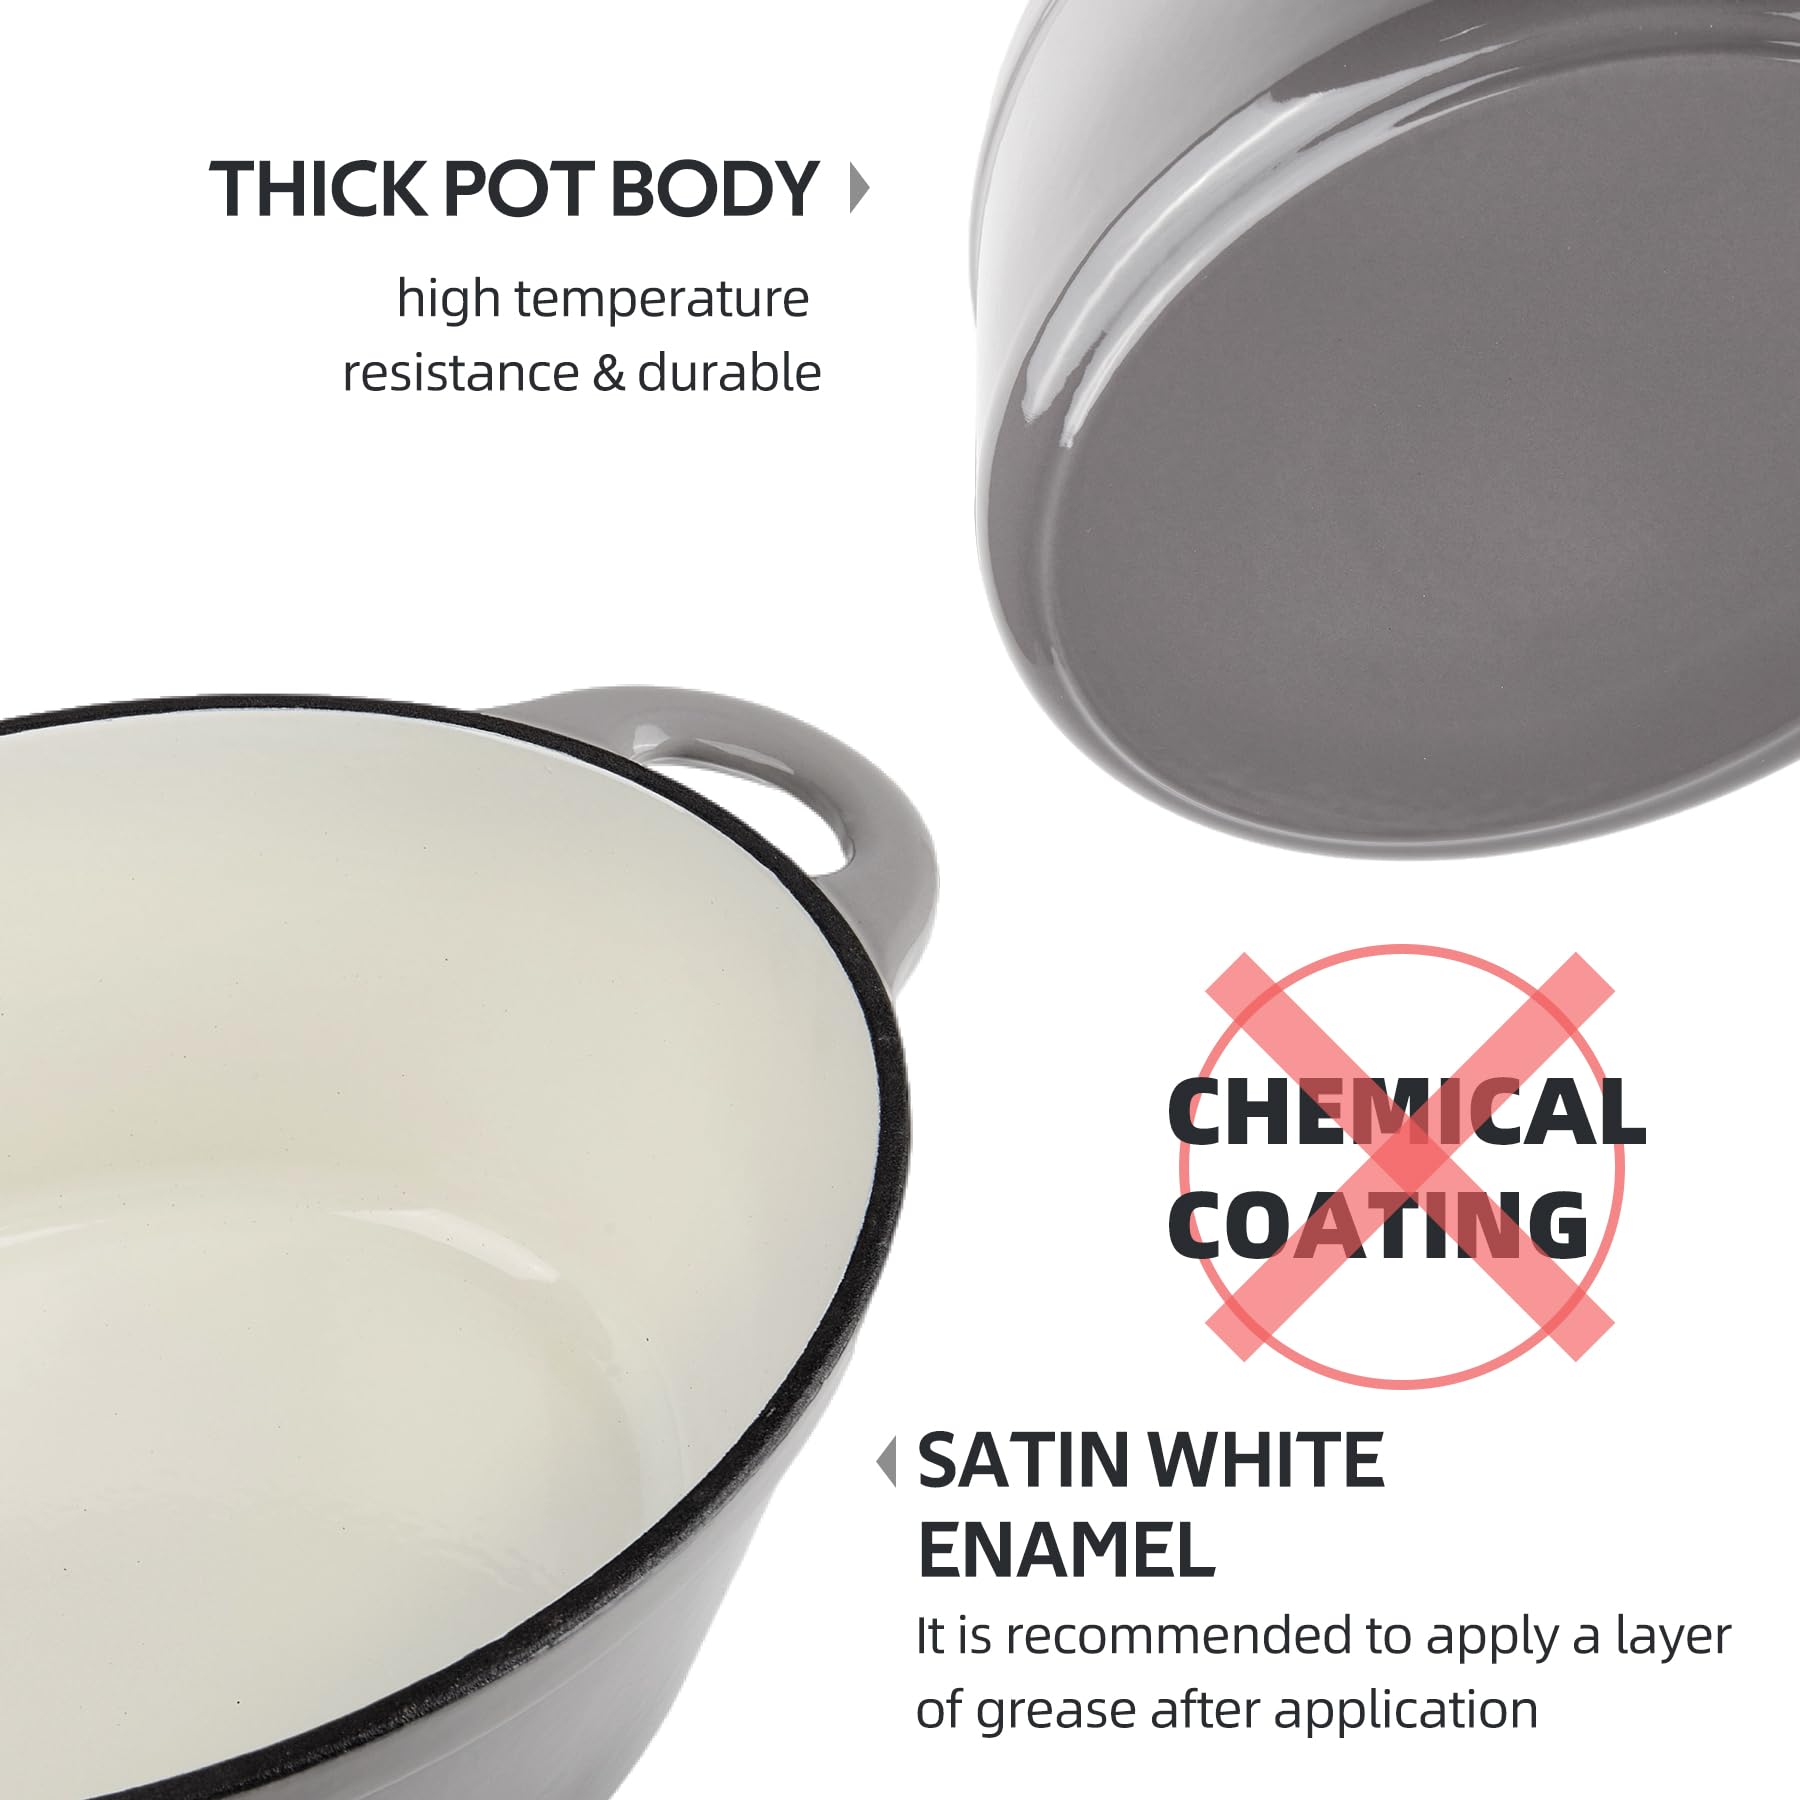 THICK POT BODY
high temperature
resistance & durable
CHEMICAL
COATING
SATIN WHITE
ENAMEL
It is recommended to apply a layer
of grease after application